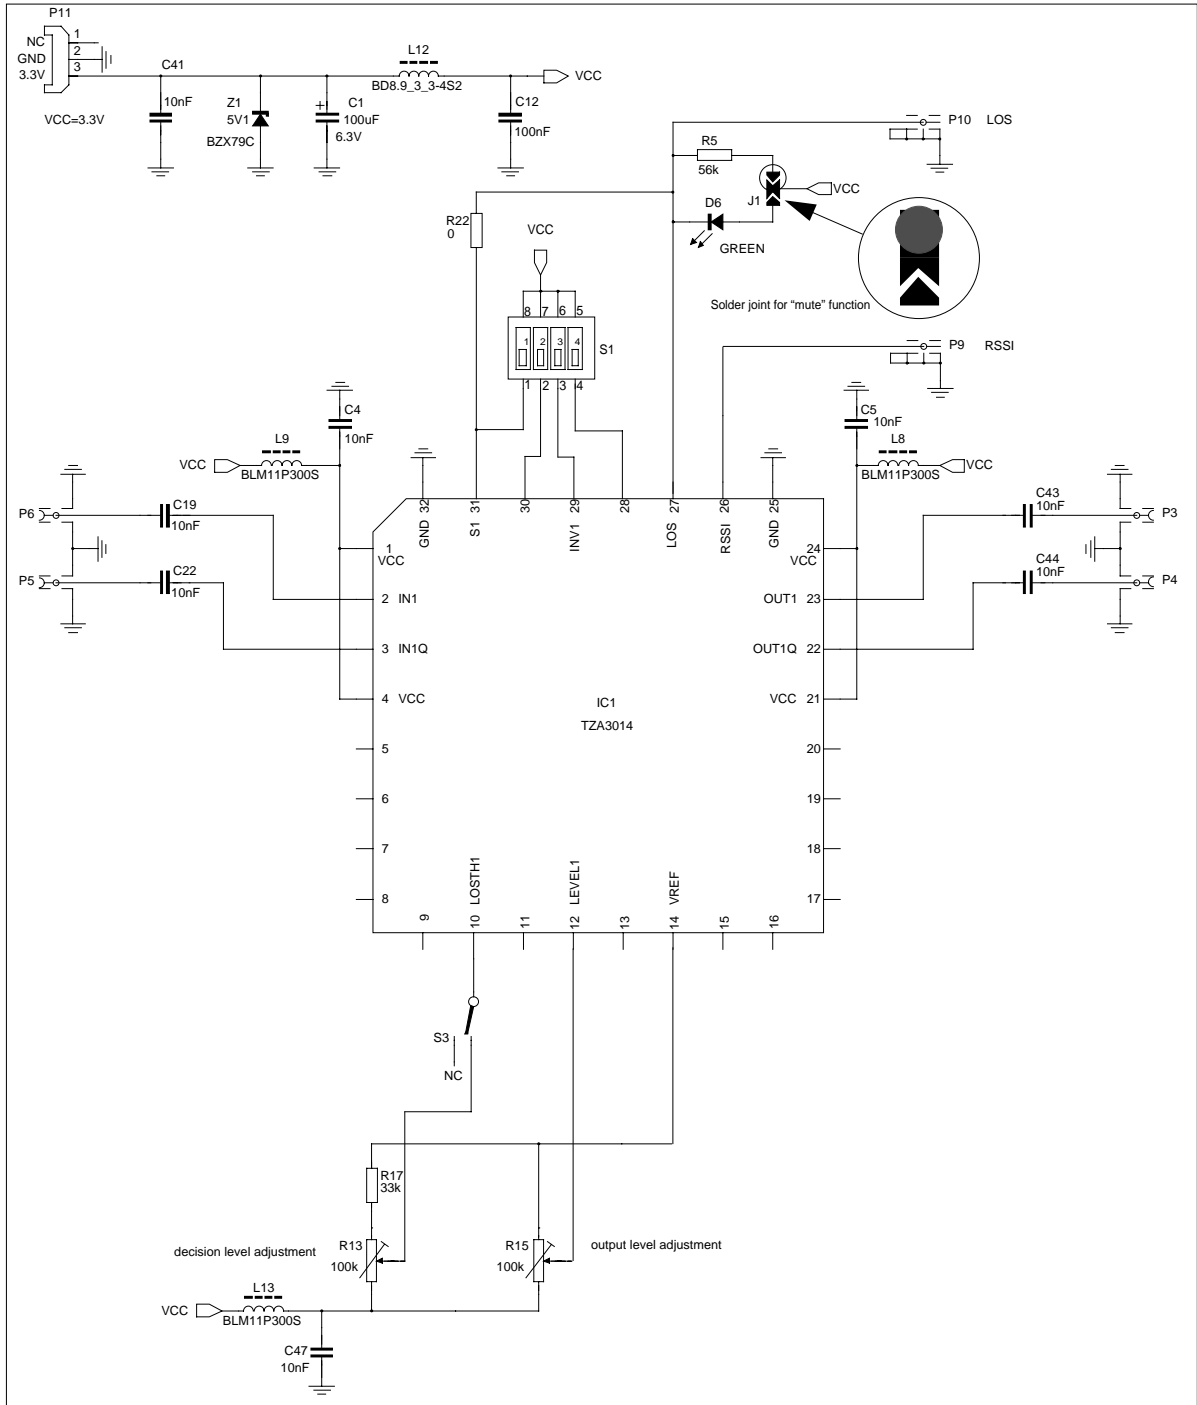 P11
1
NC
2
GND
3
3.3V
VCC=3.3V
C41
10nF
Z1
5V1
BZX79C
+
C1
100uF
6.3V
L12
BD8.9_3_3-4S2
C12
100nF
VCC
P10 LOS
R5
56k
J1
VCC
D6
GREEN
Solder joint for “mute” function
R22
0
VCC
8 7 6 5
1 2 3 4
S1
1 2 3 4
P9 RSSI
C4
10nF
L9
VCC
BLM11P300S
C5
10nF
L8
VCC
BLM11P300S
P6
C19
10nF
P5
C22
10nF
C43
10nF
P3
C44
10nF
P4
GND 32
S1 31
30
INV1 29
28
LOS 27
RSSI 26
GND 25
1
VCC
2 IN1
3 IN1Q
4 VCC
5
6
7
8
24
VCC
OUT1 23
OUT1Q 22
VCC 21
20
19
18
17
IC1
TZA3014
9
10 LOSTH1
11
12 LEVEL1
13
14 VREF
15
16
S3
NC
R17
33k
decision level adjustment
R13
100k
R15
100k
output level adjustment
L13
VCC
BLM11P300S
C47
10nF